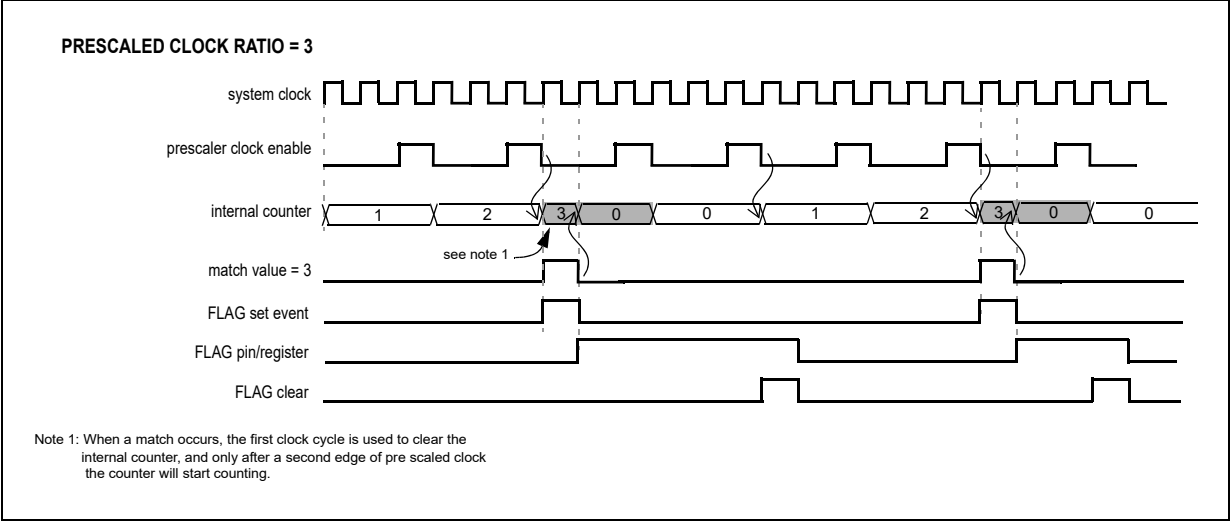 PRESCALED CLOCK RATIO = 3
system clock
prescaler clock enable
internal counter 1 2 3 0 0 1 2 3 0 0
see note 1
match value = 3
FLAG set event
FLAG pin/register
FLAG clear
Note 1: When a match occurs, the first clock cycle is used to clear the
internal counter, and only after a second edge of pre scaled clock
the counter will start counting.